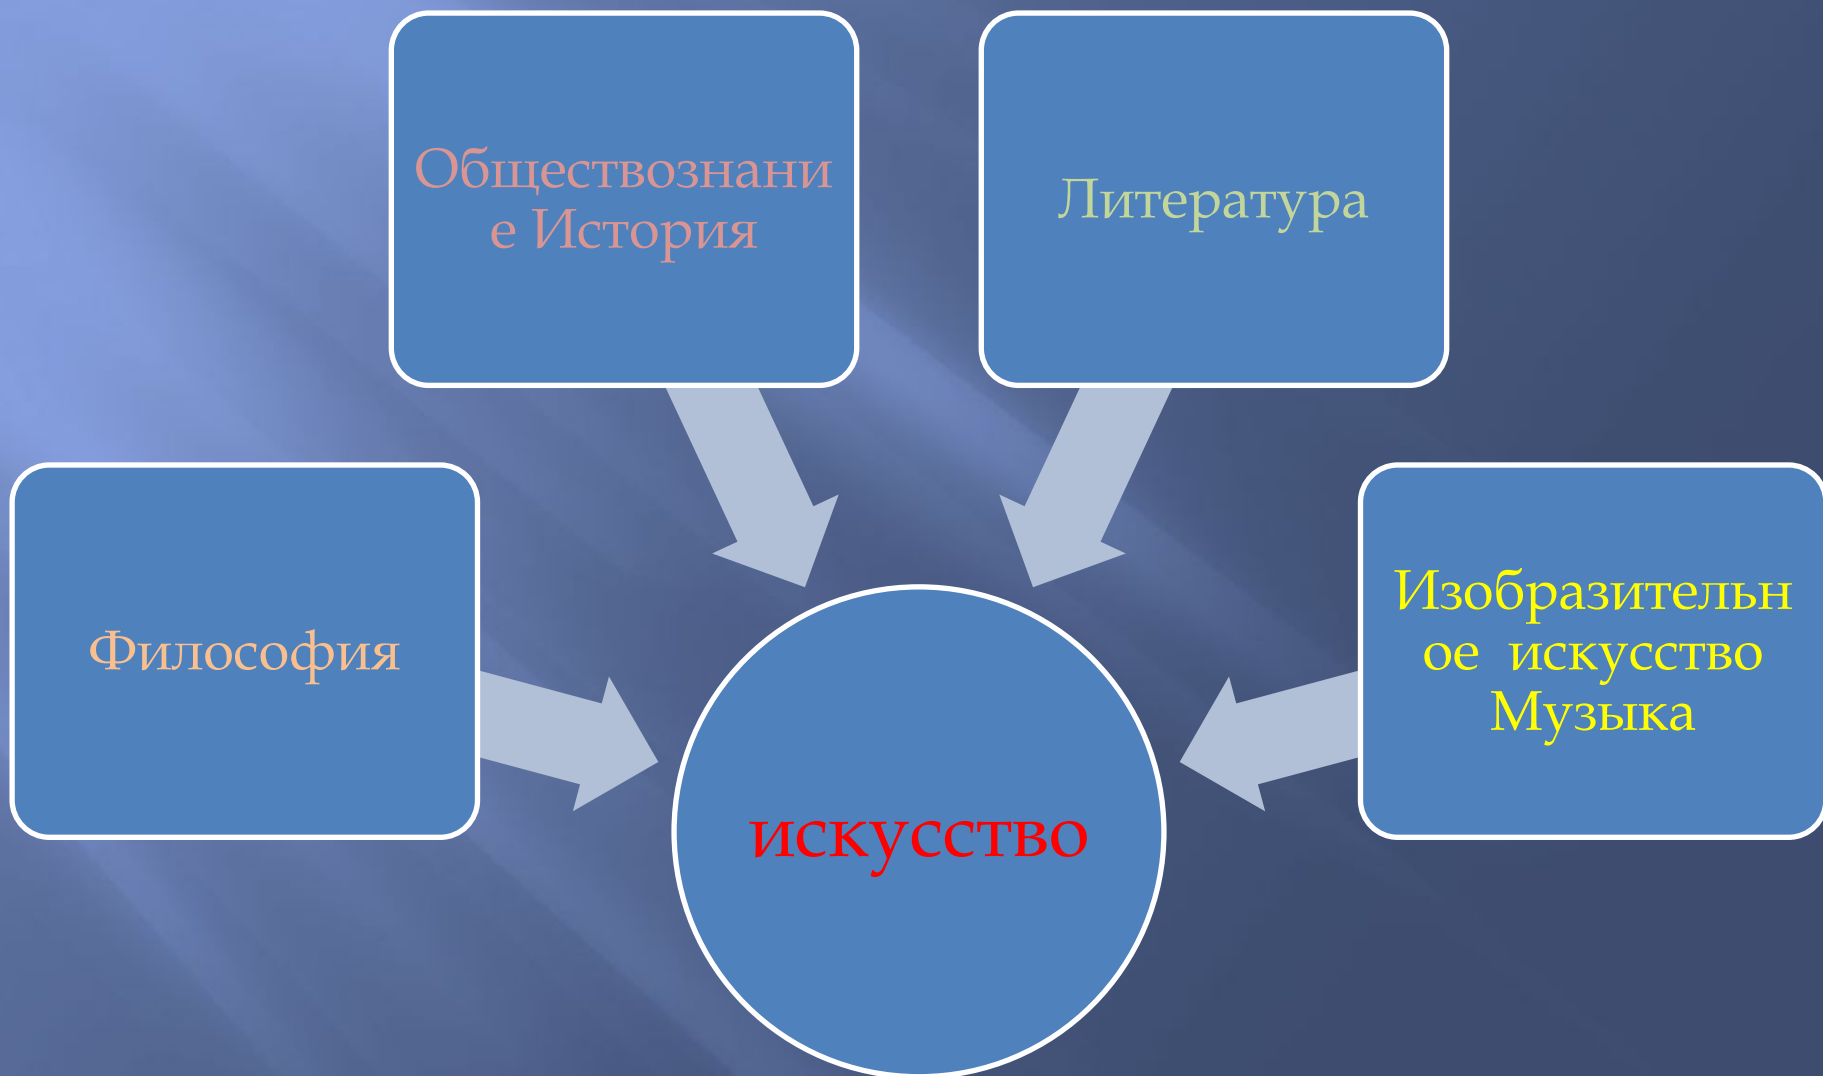 Обществознани
е История
Литература
Философия
Изобразительн
ое  искусство
Музыка
искусство